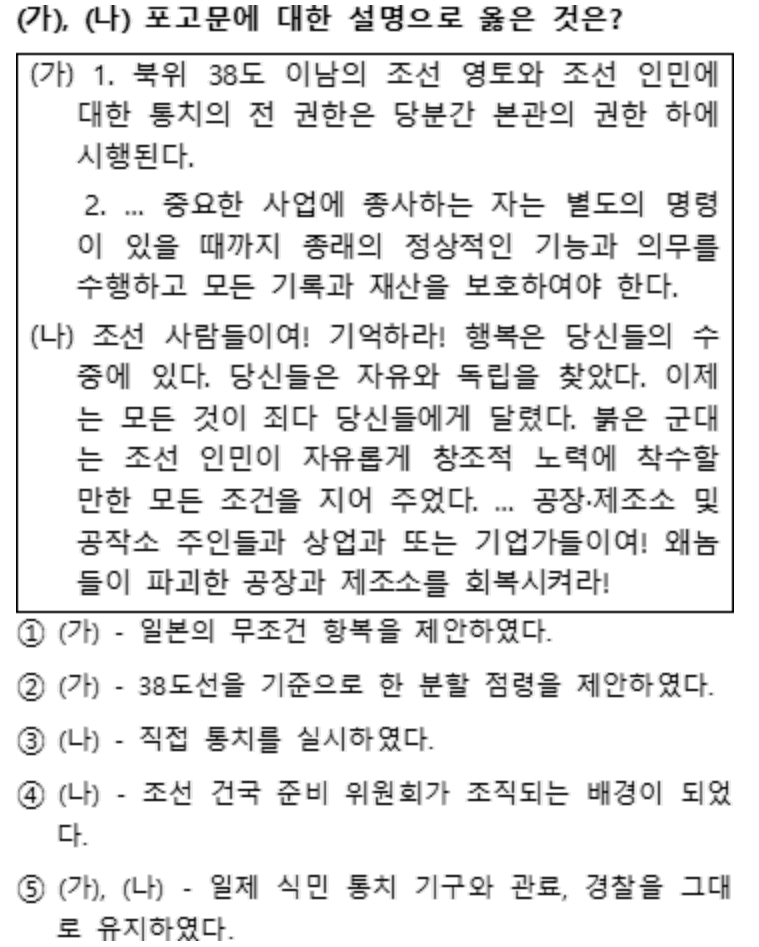 (가), (나) 포고문에 대한 설명으로 옳은 것은?
(가) 1. 북위 38도 이남의 조선 영토와 조선 인민에
대한 통치의 전 권한은 당분간 본관의 권한 하에
시행된다.
2. ... 중요한 사업에 종사하는 자는 별도의 명령
이 있을 때까지 종래의 정상적인 기능과 의무를
수행하고 모든 기록과 재산을 보호하여야 한다.
(나) 조선 사람들이여! 기억하라! 행복은 당신들의 수
중에 있다. 당신들은 자유와 독립을 찾았다. 이제
는 모든 것이 죄다 당신들에게 달렸다. 붉은 군대
는 조선 인민이 자유롭게 창조적 노력에 착수할
만한 모든 조건을 지어 주었다. ... 공장·제조소 및
공작소 주인들과 상업과 또는 기업가들이여! 왜놈
들이 파괴한 공장과 제조소를 회복시켜라!
① (가) - 일본의 무조건 항복을 제안하였다.
② (가) - 38도선을 기준으로 한 분할 점령을 제안하였다.
③ (나) - 직접 통치를 실시하였다.
④ (나) - 조선 건국 준비 위원회가 조직되는 배경이 되었
다.
⑤ (가), (나) - 일제 식민 통치 기구와 관료, 경찰을 그대
로 유지하였다.